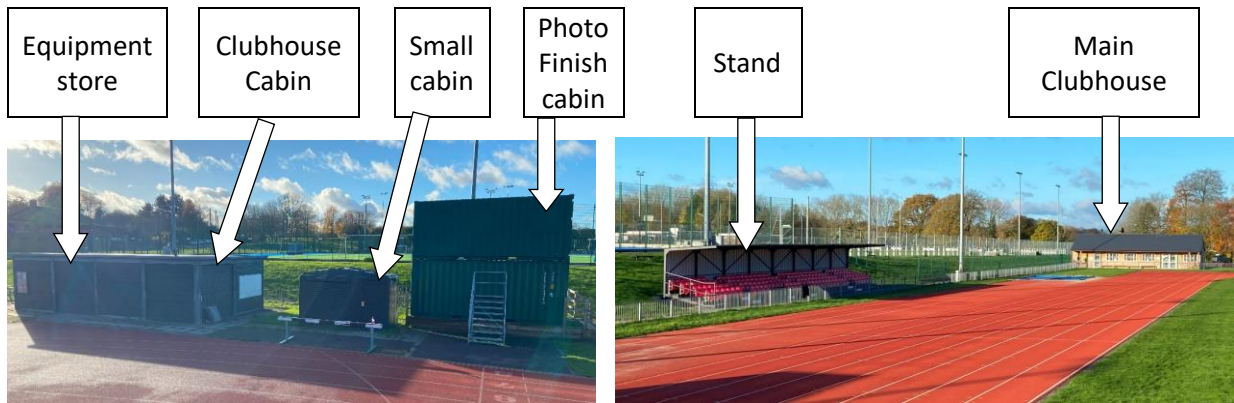 Equipment
store
Clubhouse
Cabin
Small
cabin
Photo
Finish
cabin
Stand
Main
Clubhouse